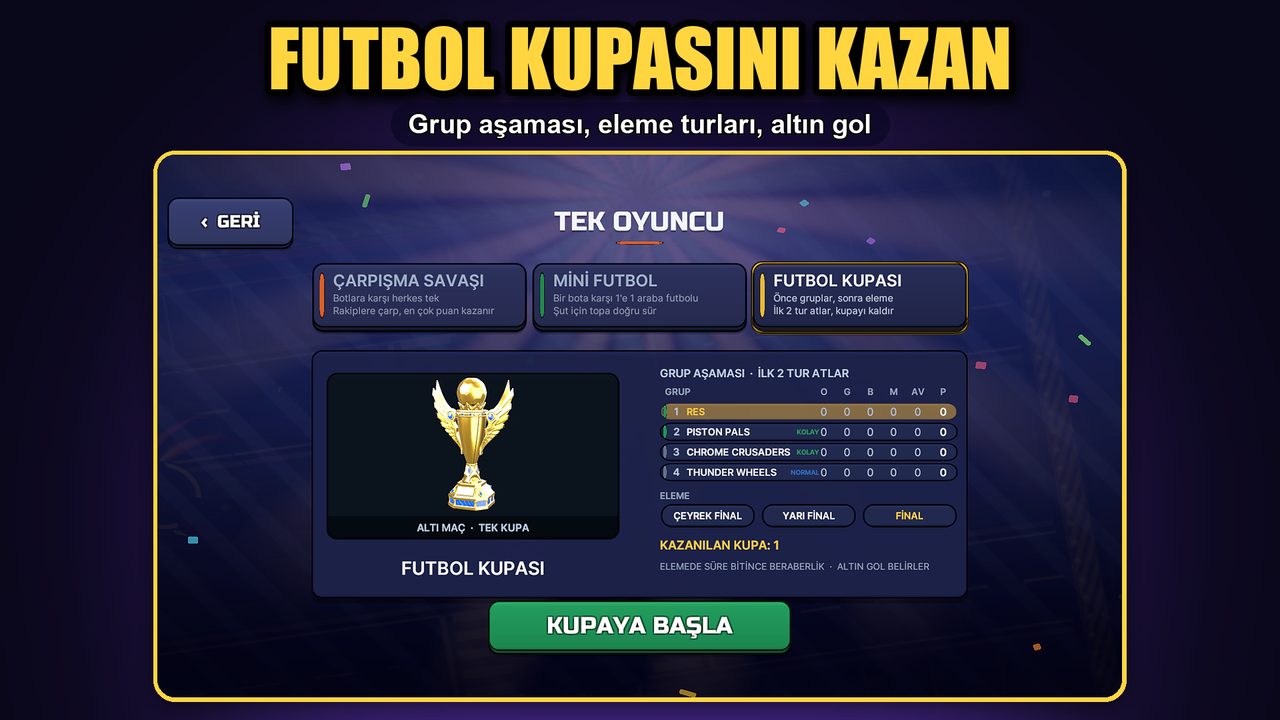 FUTBOL KUPASINI KAZAN
Grup aşaması, eleme turları, altın gol
‹ GERİ
TEK OYUNCU
ÇARPIŞMA SAVAŞI
Botlara karşı herkes tek
Rakiplere çarp, en çok puan kazanır
MİNİ FUTBOL
Bir bota karşı 1'e 1 araba futbolu
Şut için topa doğru sür
FUTBOL KUPASI
Önce gruplar, sonra eleme
İlk 2 tur atlar, kupayı kaldır
ALTI MAÇ · TEK KUPA
FUTBOL KUPASI
GRUP AŞAMASI · İLK 2 TUR ATLAR
GRUP O G B M AV P
1 RES 0 0 0 0 0 0
2 PISTON PALS KOLAY 0 0 0 0 0 0
3 CHROME CRUSADERS KOLAY 0 0 0 0 0 0
4 THUNDER WHEELS NORMAL 0 0 0 0 0 0
ELEME
ÇEYREK FİNAL YARI FİNAL FİNAL
KAZANILAN KUPA: 1
ELEMEDE SÜRE BİTİNCE BERABERLİK · ALTIN GOL BELİRLER
KUPAYA BAŞLA